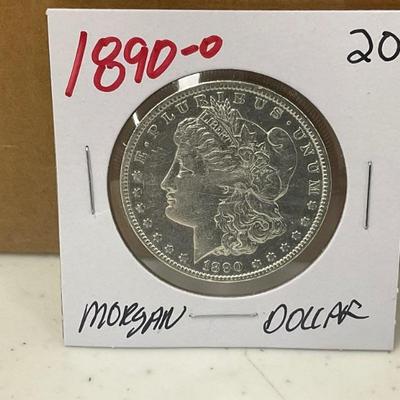 1890-O 20
E·PLURIBUS·UNUM
LIBERTY
1890
MORGAN — DOLLAR